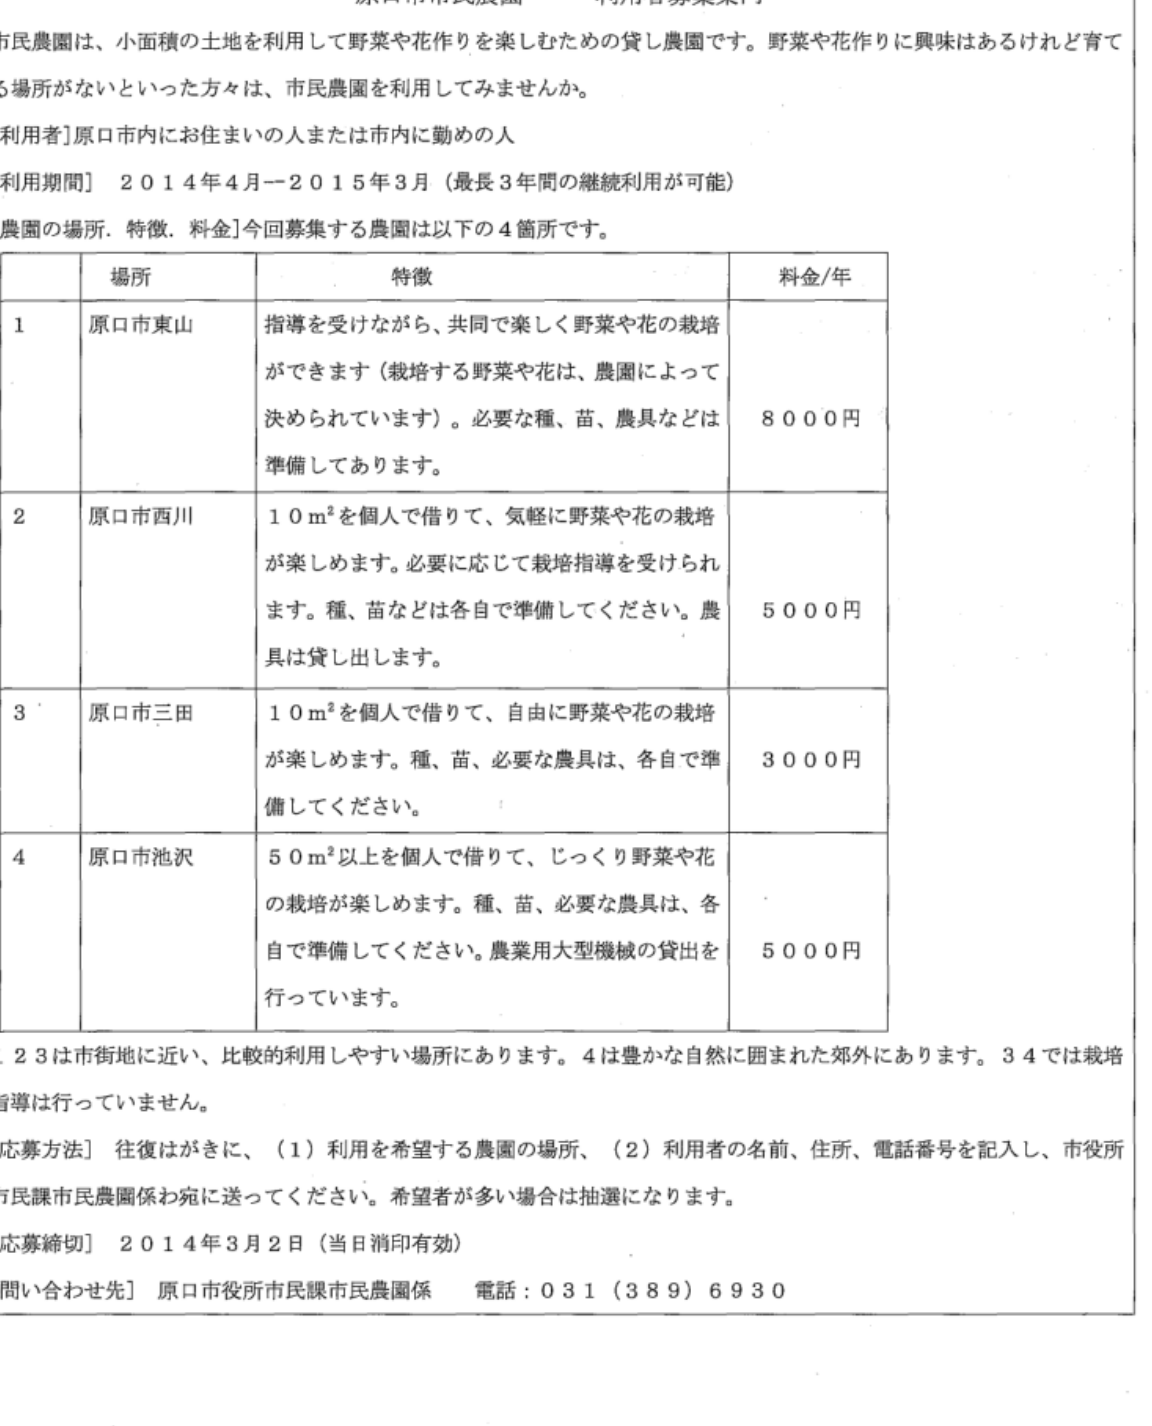 市民農園は、小面積の土地を利用して野菜や花作りを楽しむための貸し農園です。野菜や花作りに興味はあるけれど育て
る場所がないといった方々は、市民農園を利用してみませんか。
利用者]原口市内にお住まいの人または市内に勤めの人
利用期間]　２０１４年４月−−２０１５年３月（最長３年間の継続利用が可能）
農園の場所．特徴．料金]今回募集する農園は以下の４箇所です。
場所　特徴　料金/年
1　原口市東山　指導を受けながら、共同で楽しく野菜や花の栽培
ができます（栽培する野菜や花は、農園によって
決められています）。必要な種、苗、農具などは　８０００円
準備してあります。
2　原口市西川　１０m²を個人で借りて、気軽に野菜や花の栽培
が楽しめます。必要に応じて栽培指導を受けられ
ます。種、苗などは各自で準備してください。農　５０００円
具は貸し出します。
3　原口市三田　１０m²を個人で借りて、自由に野菜や花の栽培
が楽しめます。種、苗、必要な農具は、各自で準　３０００円
備してください。
4　原口市池沢　５０m²以上を個人で借りて、じっくり野菜や花
の栽培が楽しめます。種、苗、必要な農具は、各
自で準備してください。農業用大型機械の貸出を　５０００円
行っています。
２３は市街地に近い、比較的利用しやすい場所にあります。４は豊かな自然に囲まれた郊外にあります。３４では栽培
指導は行っていません。
応募方法]　往復はがきに、（１）利用を希望する農園の場所、（２）利用者の名前、住所、電話番号を記入し、市役所
市民課市民農園係わ宛に送ってください。希望者が多い場合は抽選になります。
応募締切]　２０１４年３月２日（当日消印有効）
問い合わせ先]　原口市役所市民課市民農園係　　電話：０３１（３８９）６９３０